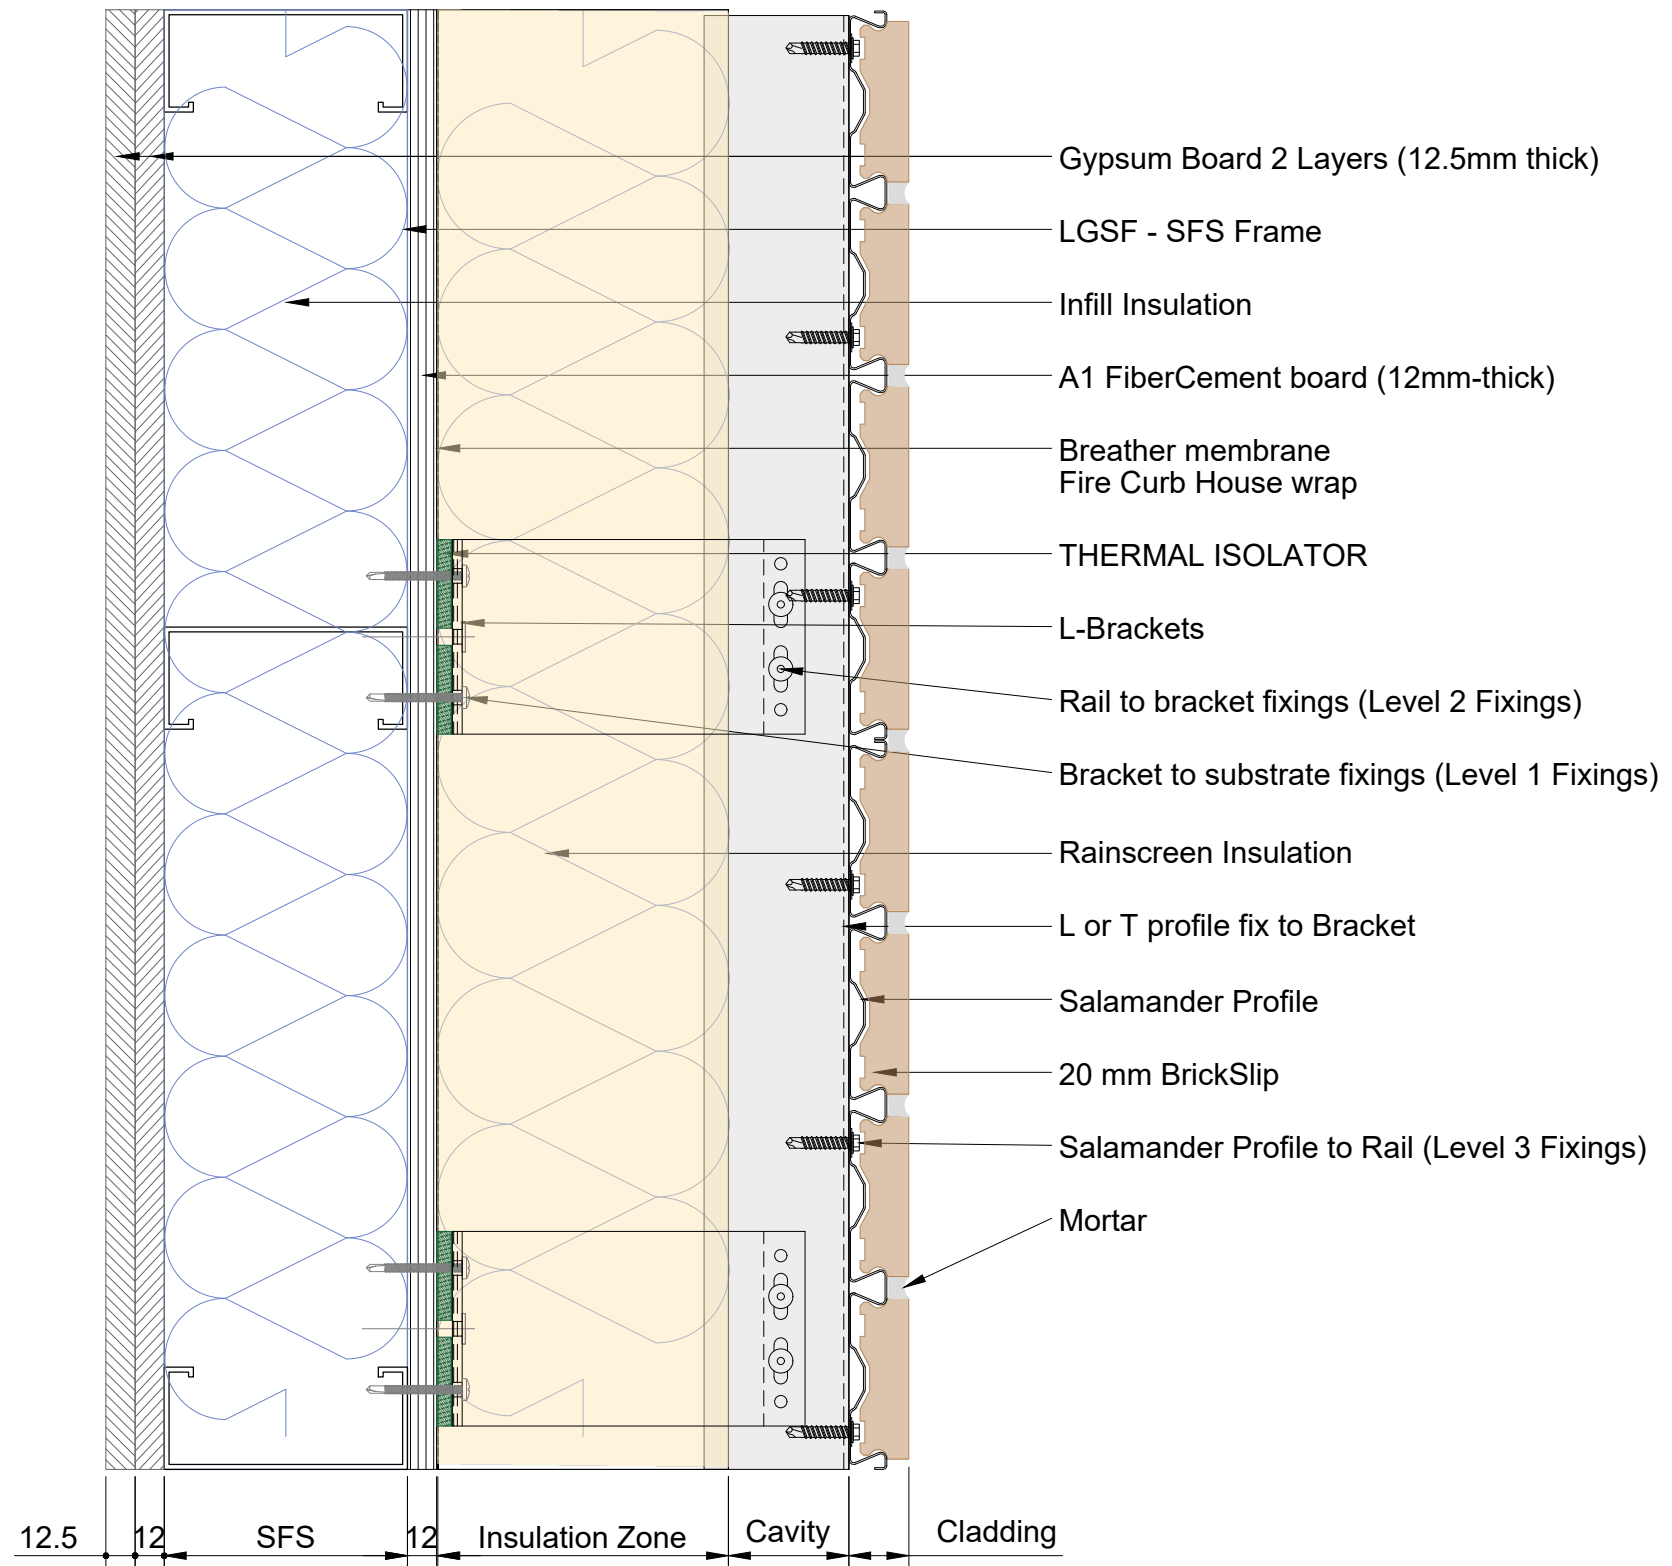 Gypsum Board 2 Layers (12.5mm thick)
LGSF - SFS Frame
Infill Insulation
A1 FiberCement board (12mm-thick)
Breather membrane
Fire Curb House wrap
THERMAL ISOLATOR
L-Brackets
Rail to bracket fixings (Level 2 Fixings)
Bracket to substrate fixings (Level 1 Fixings)
Rainscreen Insulation
L or T profile fix to Bracket
Salamander Profile
20 mm BrickSlip
Salamander Profile to Rail (Level 3 Fixings)
Mortar
12.5 12 SFS 12 Insulation Zone Cavity Cladding